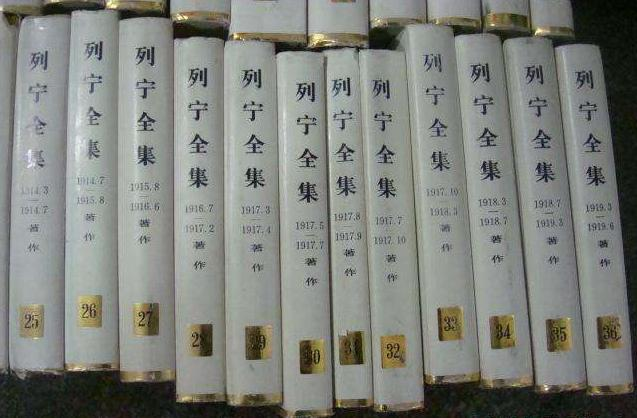 列宁全集
1914.3
1914.7
著作
25
列宁全集
1914.7
1915.8
著作
26
列宁全集
1915.8
1916.6
著作
27
列宁全集
1916.7
1917.2
著作
28
列宁全集
1917.3
1917.4
著作
29
列宁全集
1917.5
1917.7
著作
30
列宁全集
1917.8
1917.9
著作
31
列宁全集
1917.7
1917.10
著作
32
列宁全集
1917.10
1918.3
著作
33
列宁全集
1918.3
1918.7
著作
34
列宁全集
1918.7
1919.3
著作
35
列宁全集
1919.3
1919.6
著作
36